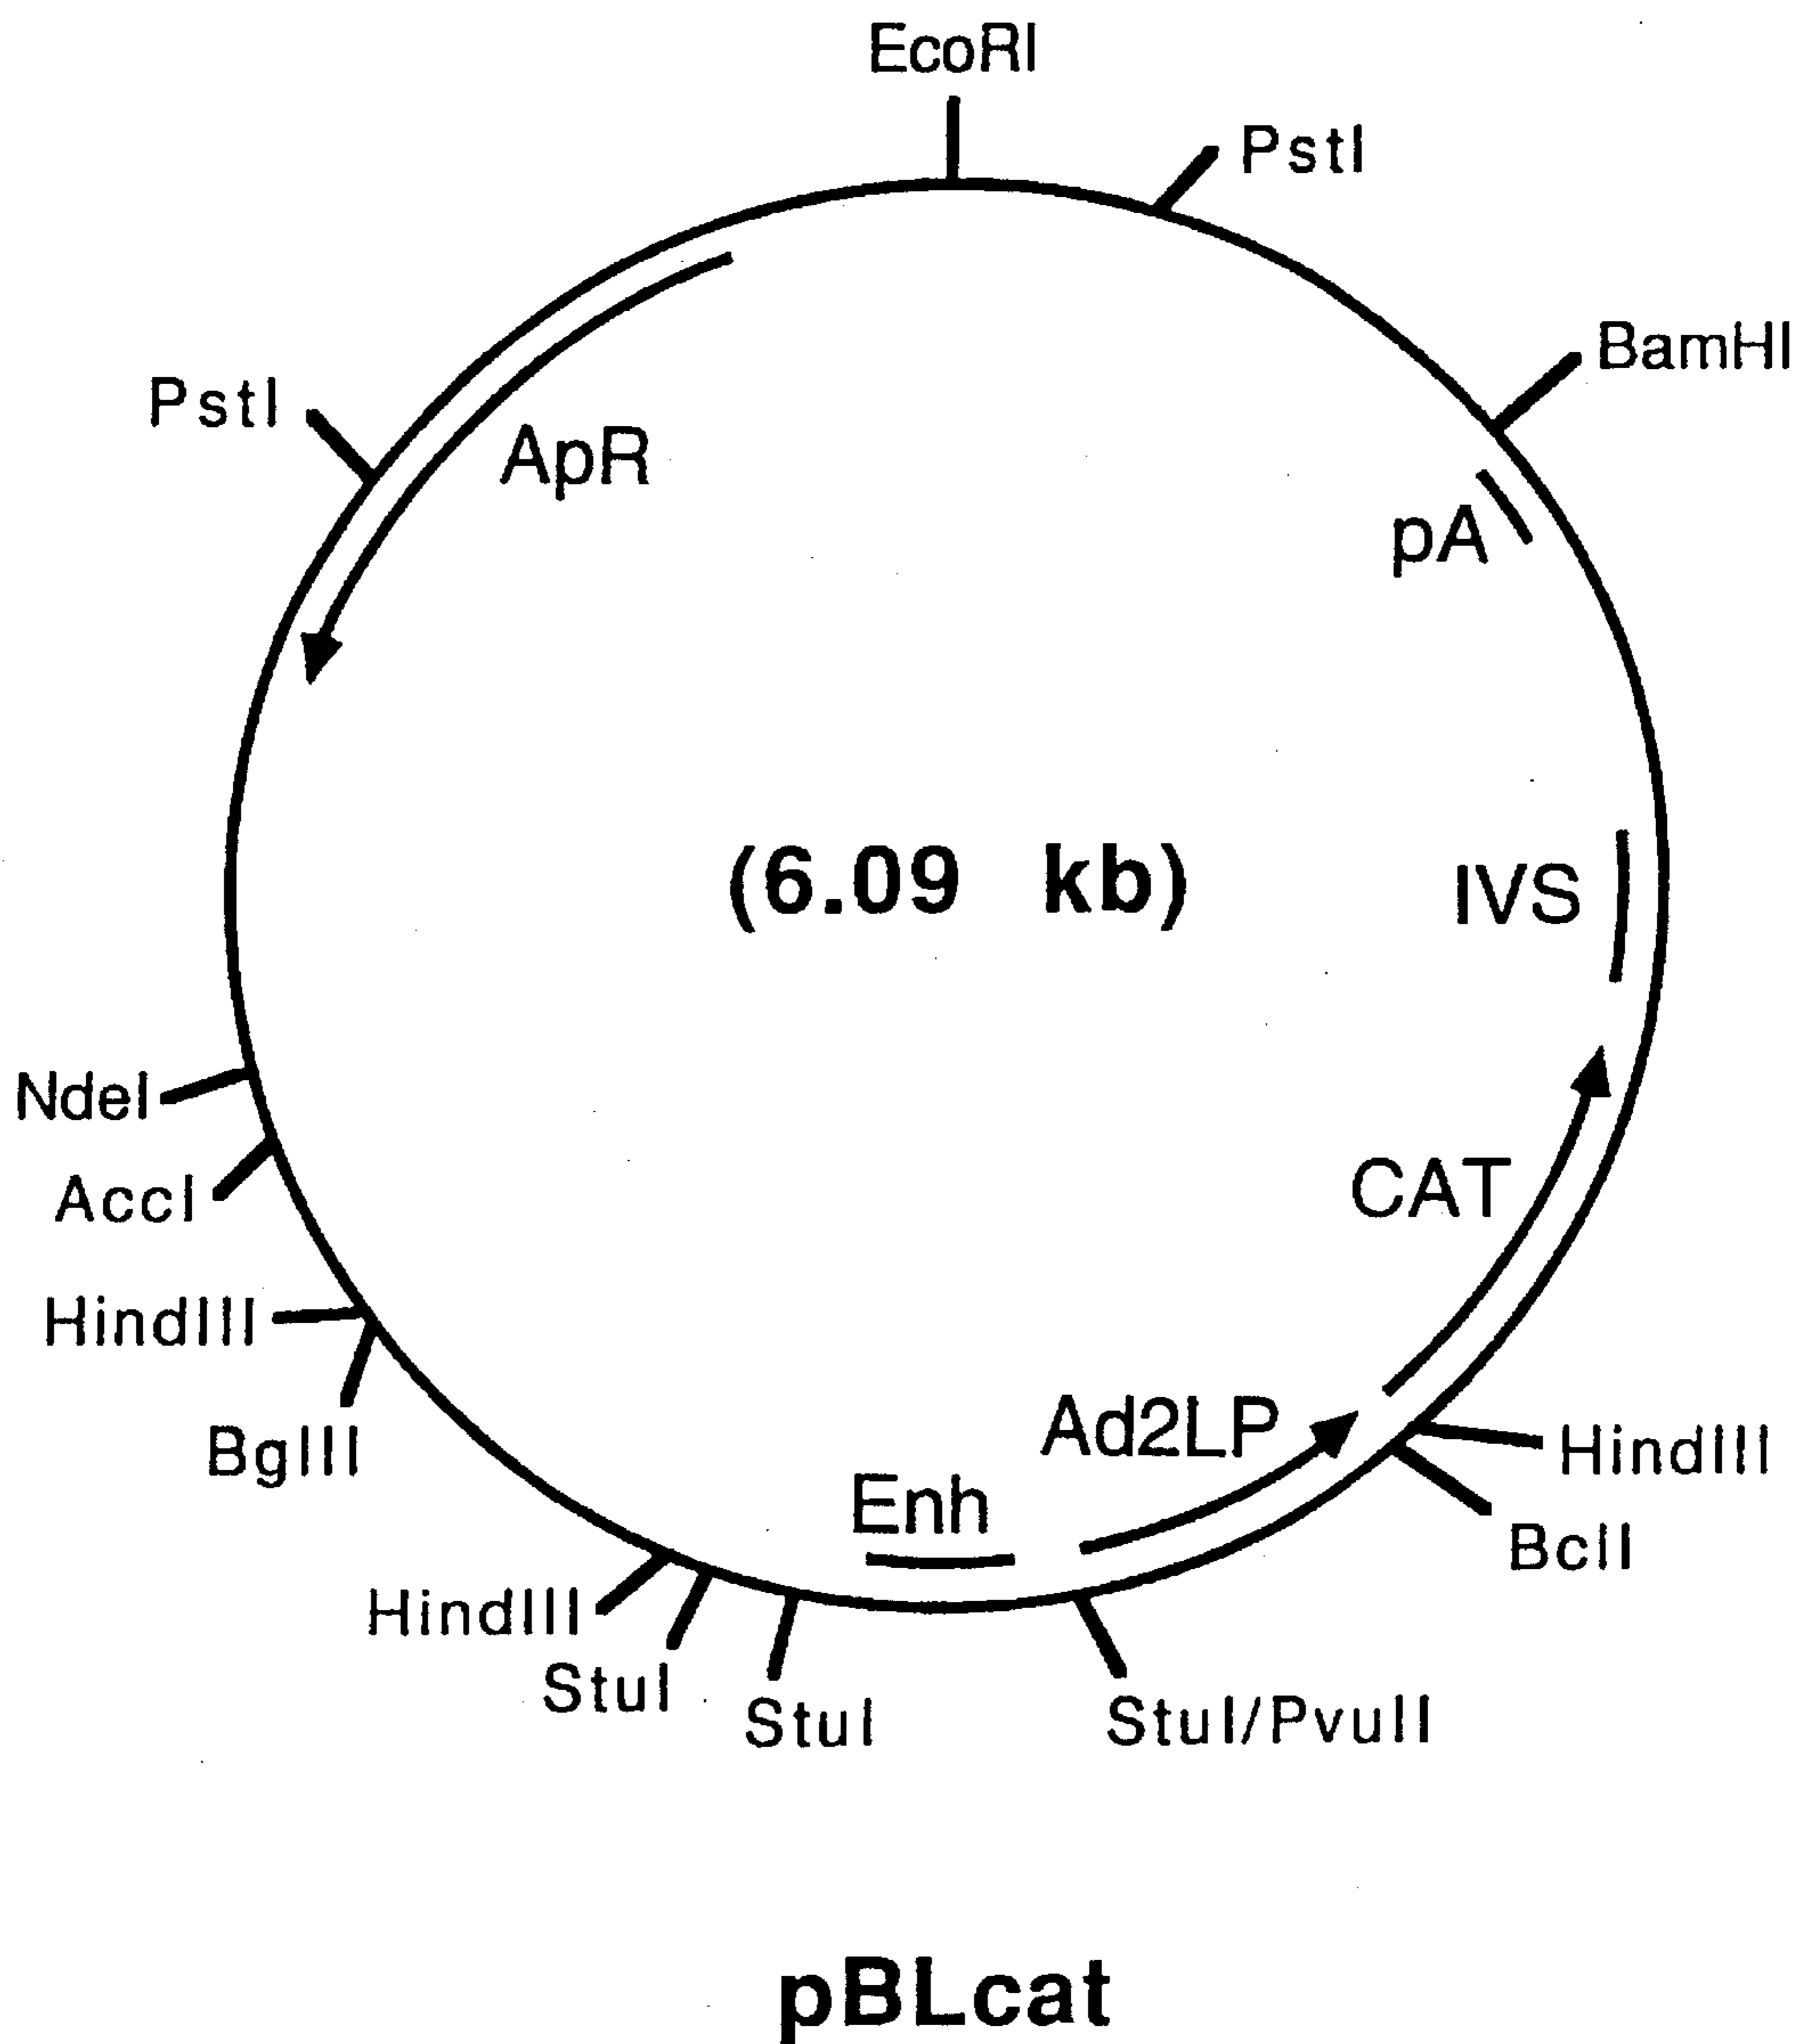 EcoRI
PstI
BamHI
PstI
ApR
pA
(6.09 kb)
IVS
NdeI
AccI
CAT
HindIII
BglII
Ad2LP
HindIII
Enh
BclI
HindIII
StuI
StuI
StuI/PvuII
pBLcat